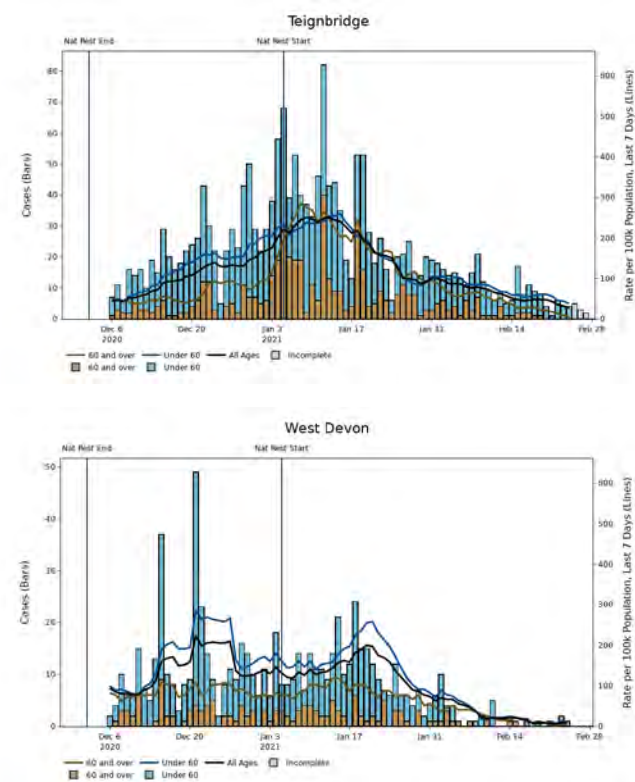 Teignbridge
Nat Rest End Nat Rest Start
80
70
60
50
40
30
20
10
0
Cases (Bars)
600
500
400
300
200
100
0
Rate per 100k Population, Last 7 Days (Lines)
Dec 6 Dec 20 Jan 3 Jan 17 Jan 31 Feb 14 Feb 28
2020 2021
60 and over Under 60 All Ages Incomplete
60 and over Under 60
West Devon
Nat Rest End Nat Rest Start
50
40
30
20
10
0
Cases (Bars)
600
500
400
300
200
100
0
Rate per 100k Population, Last 7 Days (Lines)
Dec 6 Dec 20 Jan 3 Jan 17 Jan 31 Feb 14 Feb 28
2020 2021
60 and over Under 60 All Ages Incomplete
60 and over Under 60